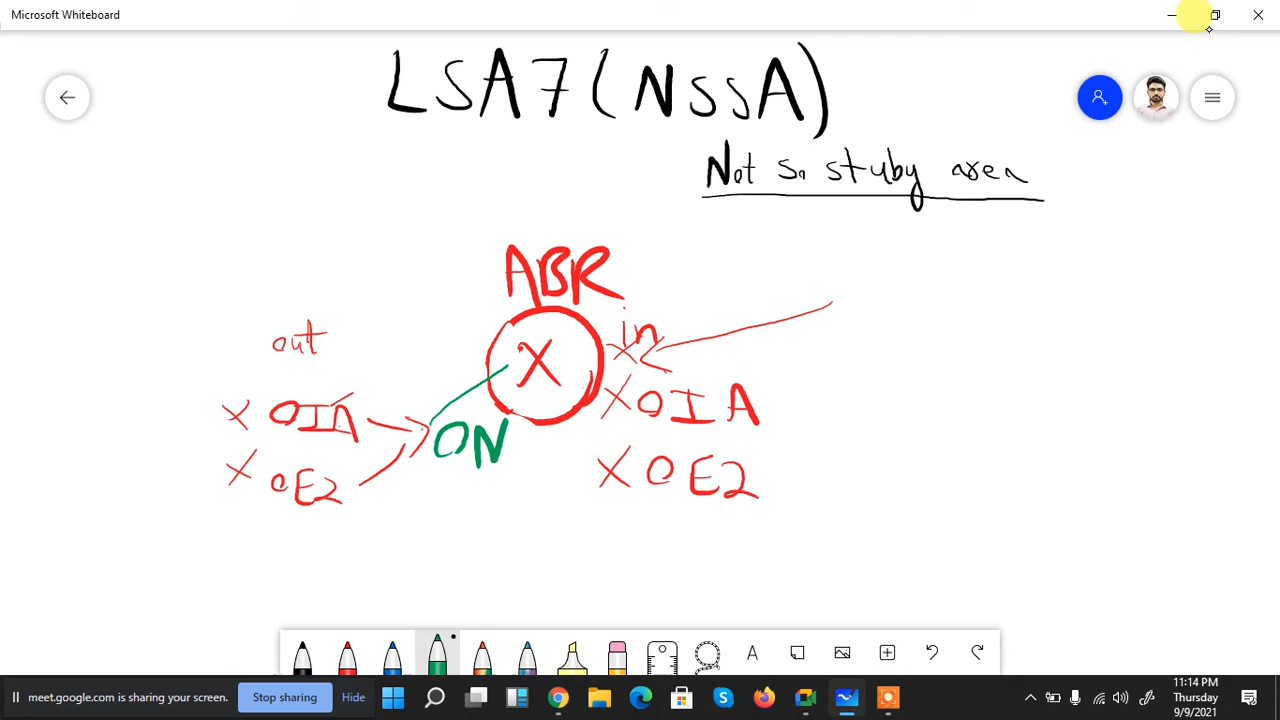 Microsoft Whiteboard
LSA7(NSSA)
Not so stuby area
ABR
in
X
X
out
X OIA
X OIA
ON
X OE2
X OE2
A
meet.google.com is sharing your screen.
Stop sharing
Hide
11:14 PM
Thursday
9/9/2021